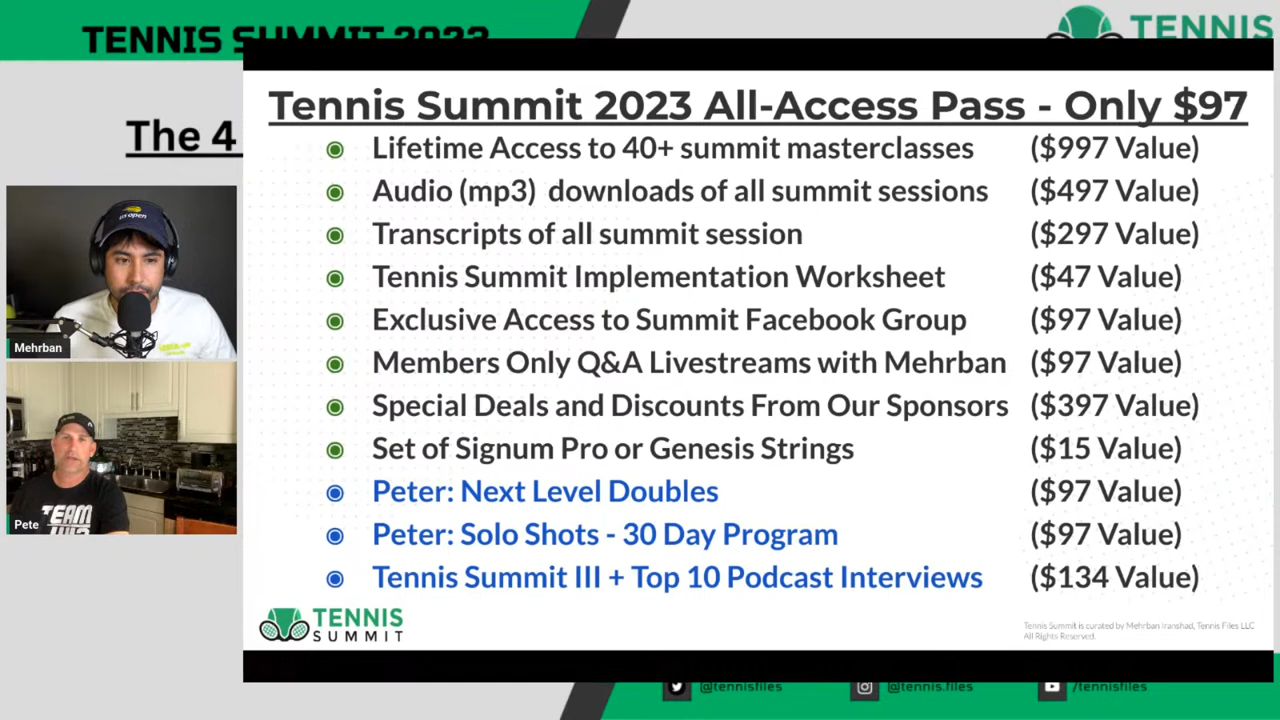 TENNIS SUMMIT 2023
TENNIS
The 4
Tennis Summit 2023 All-Access Pass - Only $97
Lifetime Access to 40+ summit masterclasses ($997 Value)
Audio (mp3) downloads of all summit sessions ($497 Value)
Transcripts of all summit session ($297 Value)
Tennis Summit Implementation Worksheet ($47 Value)
Exclusive Access to Summit Facebook Group ($97 Value)
Members Only Q&A Livestreams with Mehrban ($97 Value)
Special Deals and Discounts From Our Sponsors ($397 Value)
Set of Signum Pro or Genesis Strings ($15 Value)
Peter: Next Level Doubles ($97 Value)
Peter: Solo Shots - 30 Day Program ($97 Value)
Tennis Summit III + Top 10 Podcast Interviews ($134 Value)
us open
Mehrban
TEAM
Pete
TENNIS
SUMMIT
Tennis Summit is curated by Mehrban Iranshad, Tennis Files LLC
All Rights Reserved.
@tennisfiles
@tennis.files
/tennisfiles